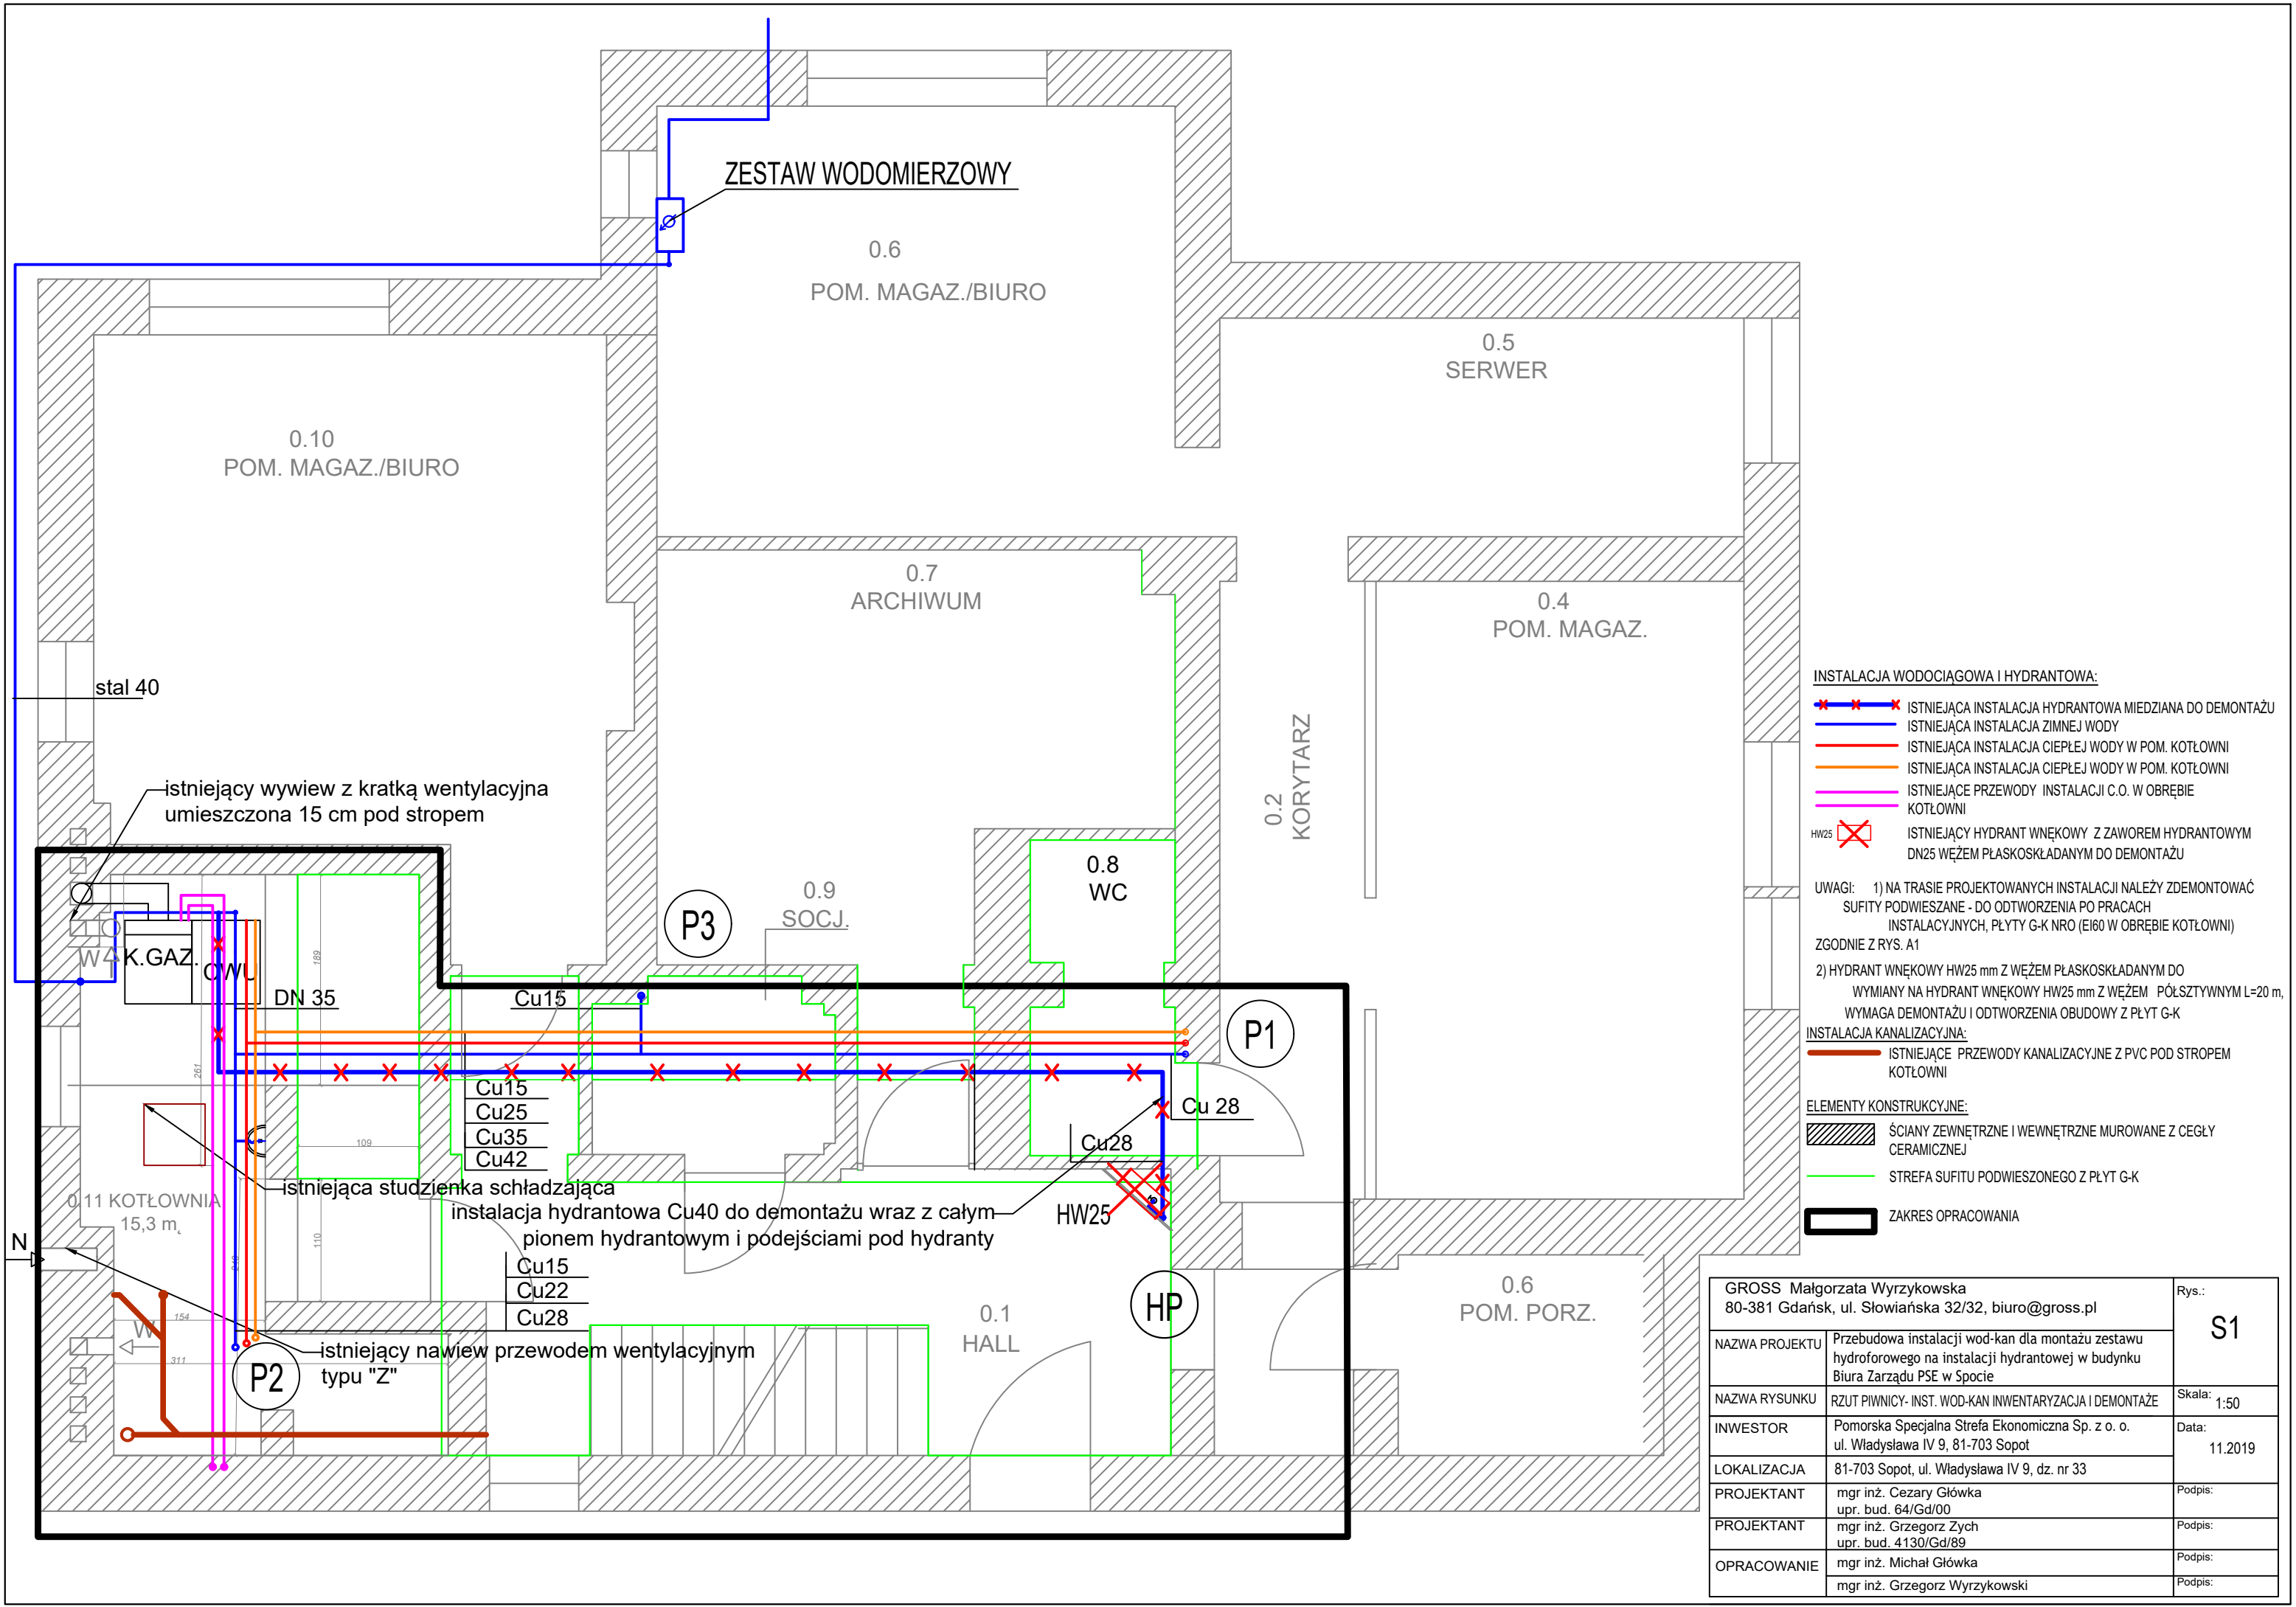 ZESTAW WODOMIERZOWY
0.6
POM. MAGAZ./BIURO
0.5
SERWER
0.10
POM. MAGAZ./BIURO
0.7
ARCHIWUM
0.4
POM. MAGAZ.
stal 40
0.2
KORYTARZ
istniejący wywiew z kratką wentylacyjna
umieszczona 15 cm pod stropem
0.8
WC
0.9
SOCJ.
P3
W
K.GAZ.
CWU
189
DN 35
Cu15
P1
261
Cu15
Cu25
Cu35
Cu42
109
Cu 28
Cu28
istniejąca studzienka schładzająca
0.11 KOTŁOWNIA
15,3 m
instalacja hydrantowa Cu40 do demontażu wraz z całym
pionem hydrantowym i podejściami pod hydranty
HW25
N
110
Cu15
Cu22
Cu28
HP
0.1
HALL
0.6
POM. PORZ.
154
W
311
istniejący nawiew przewodem wentylacyjnym
typu "Z"
P2
INSTALACJA WODOCIĄGOWA I HYDRANTOWA:
ISTNIEJĄCA INSTALACJA HYDRANTOWA MIEDZIANA DO DEMONTAŻU
ISTNIEJĄCA INSTALACJA ZIMNEJ WODY
ISTNIEJĄCA INSTALACJA CIEPŁEJ WODY W POM. KOTŁOWNI
ISTNIEJĄCA INSTALACJA CIEPŁEJ WODY W POM. KOTŁOWNI
ISTNIEJĄCE PRZEWODY INSTALACJI C.O. W OBRĘBIE
KOTŁOWNI
HW25
ISTNIEJĄCY HYDRANT WNĘKOWY Z ZAWOREM HYDRANTOWYM
DN25 WĘŻEM PŁASKOSKŁADANYM DO DEMONTAŻU
UWAGI: 1) NA TRASIE PROJEKTOWANYCH INSTALACJI NALEŻY ZDEMONTOWAĆ
SUFITY PODWIESZANE - DO ODTWORZENIA PO PRACACH
INSTALACYJNYCH, PŁYTY G-K NRO (EI60 W OBRĘBIE KOTŁOWNI)
ZGODNIE Z RYS. A1
2) HYDRANT WNĘKOWY HW25 mm Z WĘŻEM PŁASKOSKŁADANYM DO
WYMIANY NA HYDRANT WNĘKOWY HW25 mm Z WĘŻEM PÓŁSZTYWNYM L=20 m,
WYMAGA DEMONTAŻU I ODTWORZENIA OBUDOWY Z PŁYT G-K
INSTALACJA KANALIZACYJNA:
ISTNIEJĄCE PRZEWODY KANALIZACYJNE Z PVC POD STROPEM
KOTŁOWNI
ELEMENTY KONSTRUKCYJNE:
ŚCIANY ZEWNĘTRZNE I WEWNĘTRZNE MUROWANE Z CEGŁY
CERAMICZNEJ
STREFA SUFITU PODWIESZONEGO Z PŁYT G-K
ZAKRES OPRACOWANIA
GROSS Małgorzata Wyrzykowska
80-381 Gdańsk, ul. Słowiańska 32/32, biuro@gross.pl
Rys.:
S1
NAZWA PROJEKTU
Przebudowa instalacji wod-kan dla montażu zestawu
hydroforowego na instalacji hydrantowej w budynku
Biura Zarządu PSE w Spocie
NAZWA RYSUNKU
RZUT PIWNICY- INST. WOD-KAN INWENTARYZACJA I DEMONTAŻE
Skala: 1:50
INWESTOR
Pomorska Specjalna Strefa Ekonomiczna Sp. z o. o.
ul. Władysława IV 9, 81-703 Sopot
Data:
11.2019
LOKALIZACJA
81-703 Sopot, ul. Władysława IV 9, dz. nr 33
PROJEKTANT
mgr inż. Cezary Główka
upr. bud. 64/Gd/00
Podpis:
PROJEKTANT
mgr inż. Grzegorz Zych
upr. bud. 4130/Gd/89
Podpis:
OPRACOWANIE
mgr inż. Michał Główka
Podpis:
mgr inż. Grzegorz Wyrzykowski
Podpis: